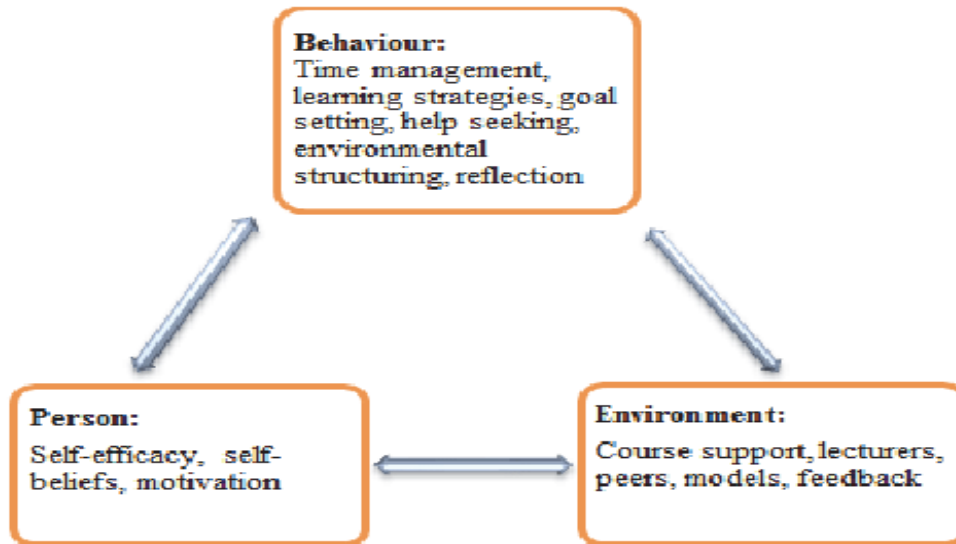 Behaviour:
Time management,
learning strategies, goal
setting, help seeking,
environmental
structuring, reflection
Person:
Self-efficacy, self-
beliefs, motivation
Environment:
Course support, lecturers,
peers, models, feedback